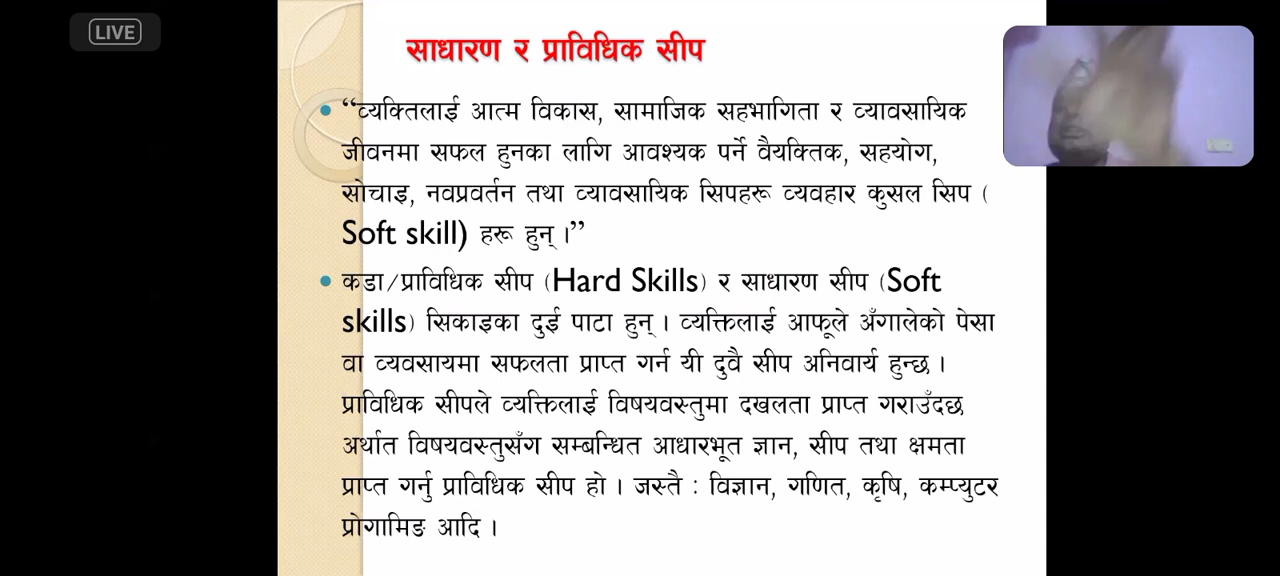 LIVE
साधारण र प्राविधिक सीप
“व्यक्तिलाई आत्म विकास, सामाजिक सहभागिता र व्यावसायिक
जीवनमा सफल हुनका लागि आवश्यक पर्ने वैयक्तिक, सहयोग,
सोचाइ, नवप्रवर्तन तथा व्यावसायिक सिपहरू व्यवहार कुसल सिप (
Soft skill) हरू हुन् ।”
कडा/प्राविधिक सीप (Hard Skills) र साधारण सीप (Soft
skills) सिकाइका दुई पाटा हुन् । व्यक्तिलाई आफूले अँगालेको पेसा
वा व्यवसायमा सफलता प्राप्त गर्न यी दुवै सीप अनिवार्य हुन्छ ।
प्राविधिक सीपले व्यक्तिलाई विषयवस्तुमा दखलता प्राप्त गराउँदछ
अर्थात विषयवस्तुसँग सम्बन्धित आधारभूत ज्ञान, सीप तथा क्षमता
प्राप्त गर्नु प्राविधिक सीप हो । जस्तै : विज्ञान, गणित, कृषि, कम्प्युटर
प्रोगामिङ आदि ।